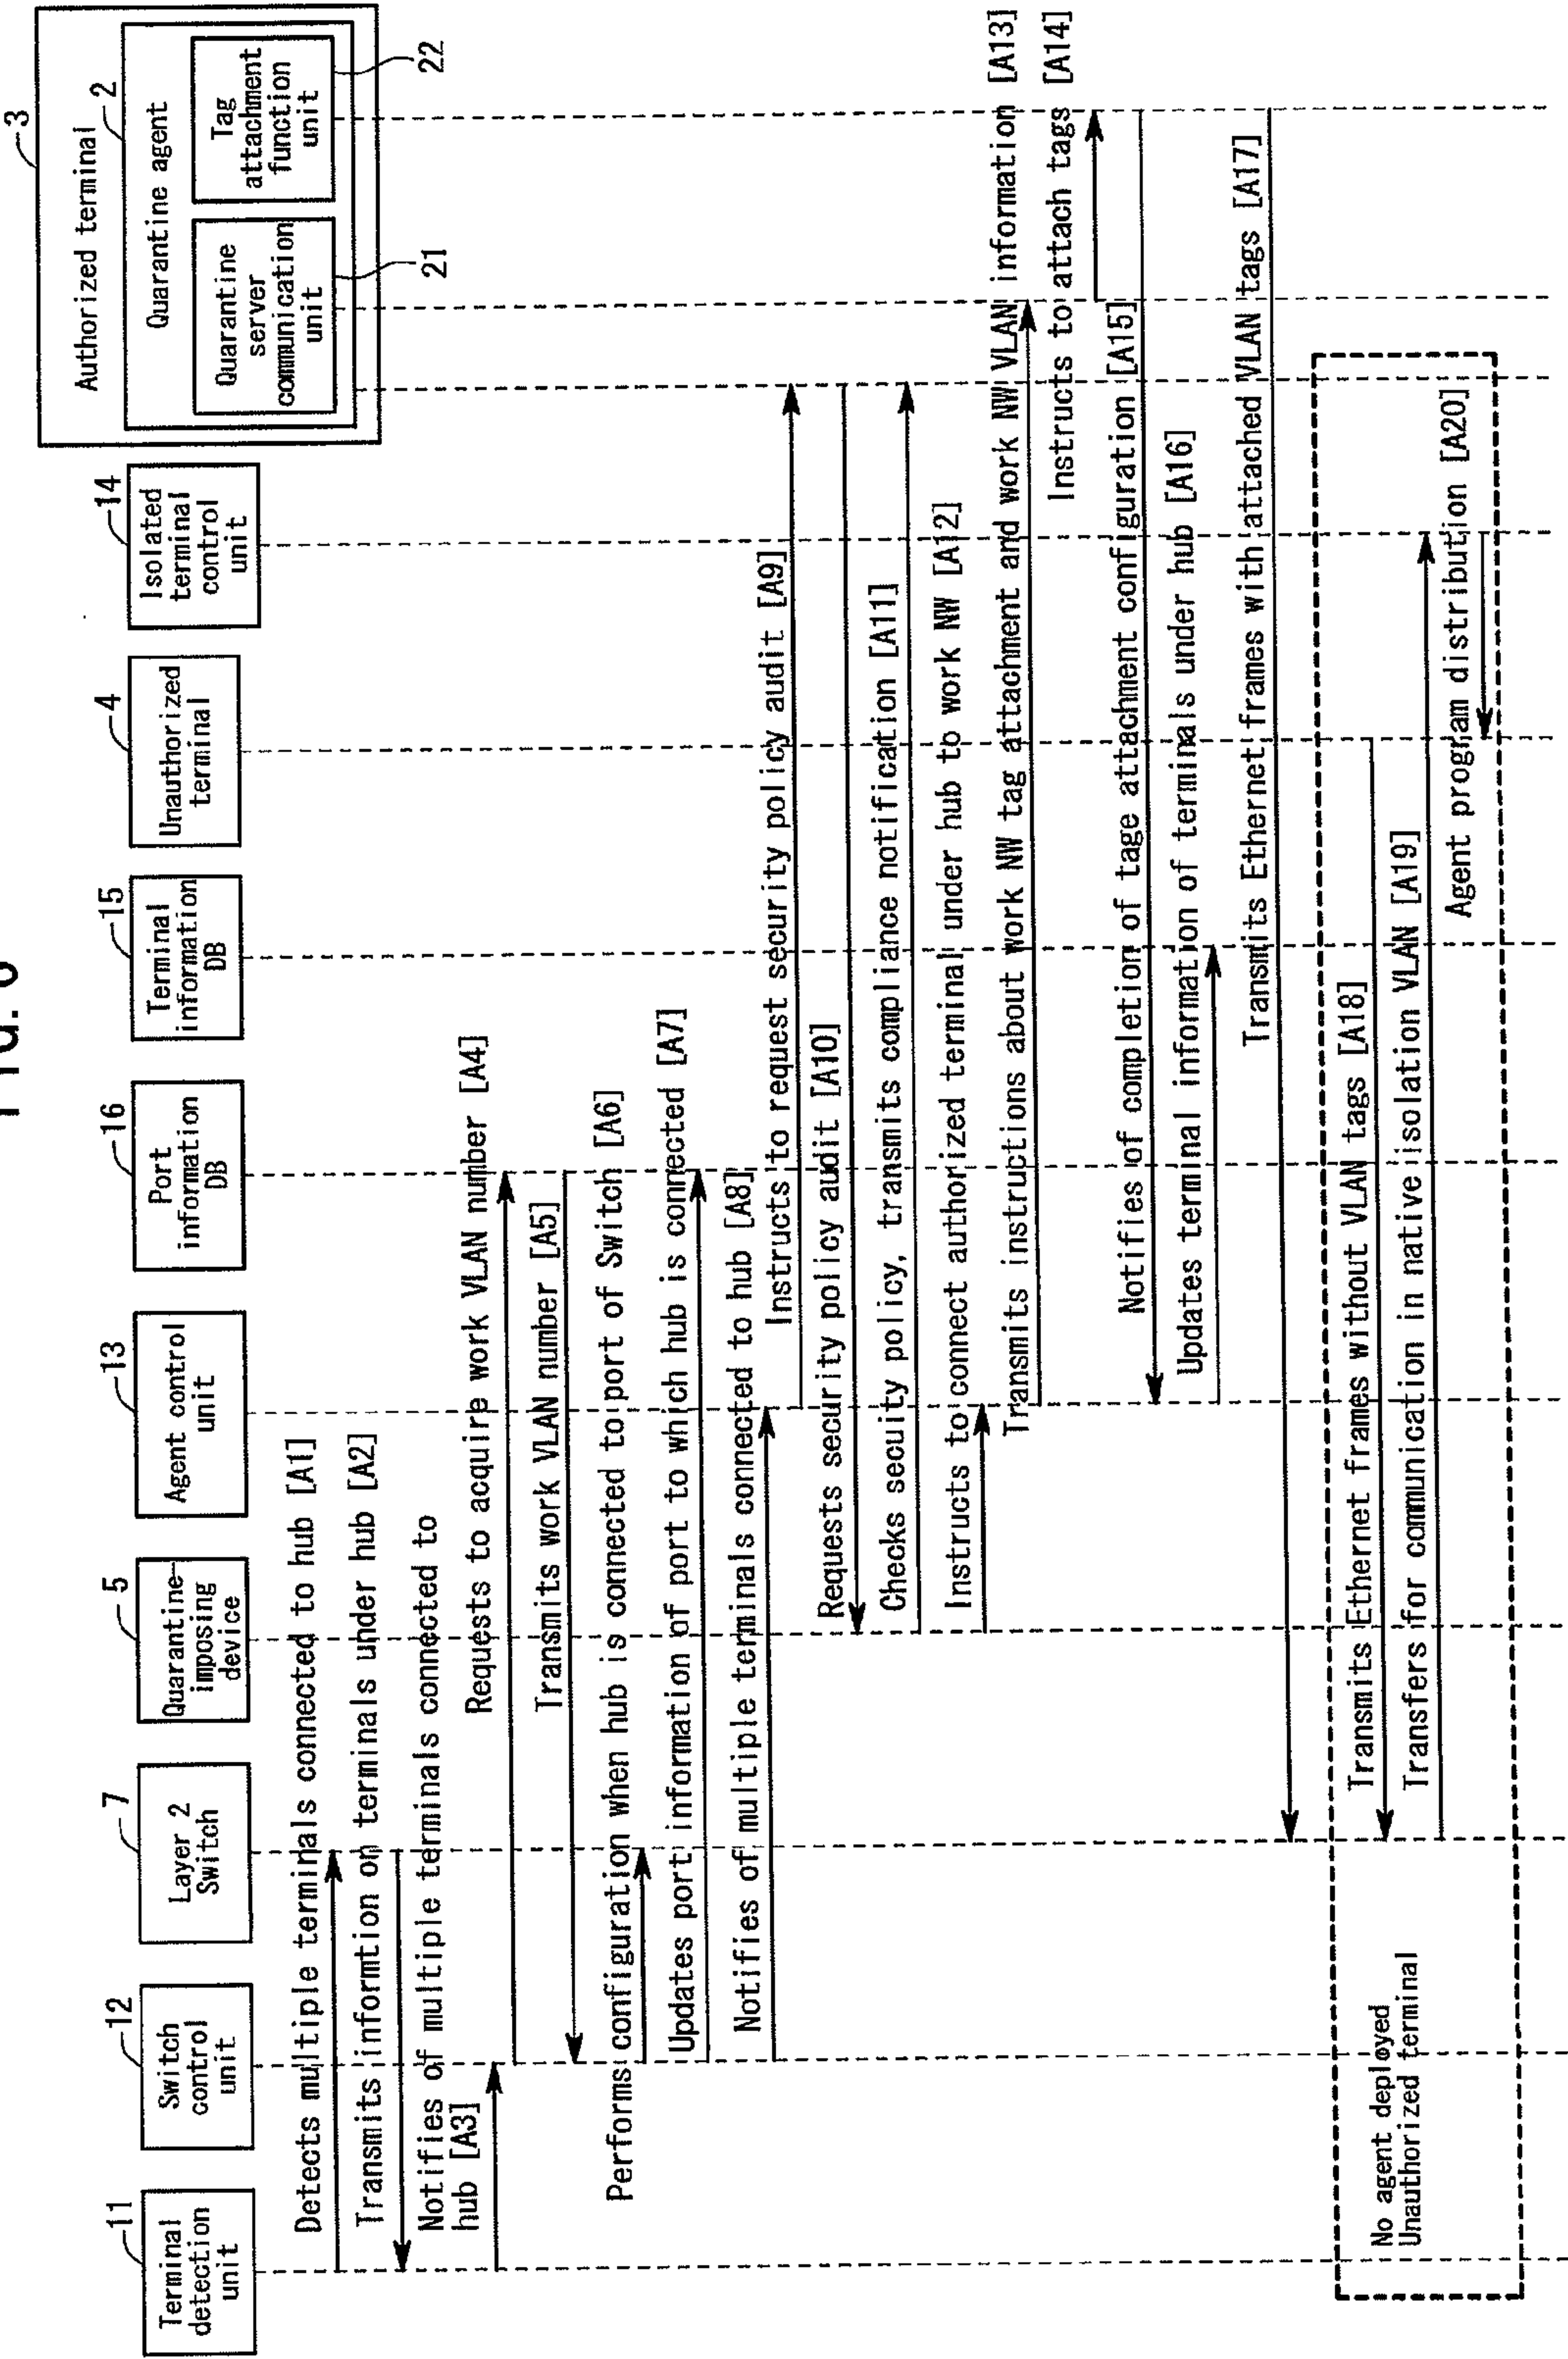 11
Terminal
detection
unit
12
Switch
control
unit
7
Layer 2
Switch
5
Quarantine-
imposing
device
13
Agent control
unit
16
Port
information
DB
15
Terminal
information
DB
4
Unauthorized
terminal
14
Isolated
terminal
control
unit
3
Authorized terminal
2
Quarantine agent
Quarantine
server
communication
unit
21
Tag
attachment
function
unit
22
Detects multiple terminals connected to hub [A1]
Transmits informtion on terminals under hub [A2]
Notifies of multiple terminals connected to
hub [A3]
Requests to acquire work VLAN number [A4]
Transmits work VLAN number [A5]
Performs configuration when hub is connected to port of Switch [A6]
Updates port information of port to which hub is connected [A7]
Notifies of multiple terminals connected to hub [A8]
Instructs to request security policy audit [A9]
Requests security policy audit [A10]
Checks secuity policy, transmits compliance notification [A11]
Instructs to connect authorized terminal under hub to work NW [A12]
Transmits instructions about work NW tag attachment and work NW VLAN information [A13]
Instructs to attach tags [A14]
Notifies of completion of tage attachment configuration [A15]
Updates terminal information of terminals under hub [A16]
Transmits Ethernet frames with attached VLAN tags [A17]
Transmits Ethernet frames without VLAN tags [A18]
Transfers for communication in native isolation VLAN [A19]
Agent program distribution [A20]
No agent deployed
Unauthorized terminal